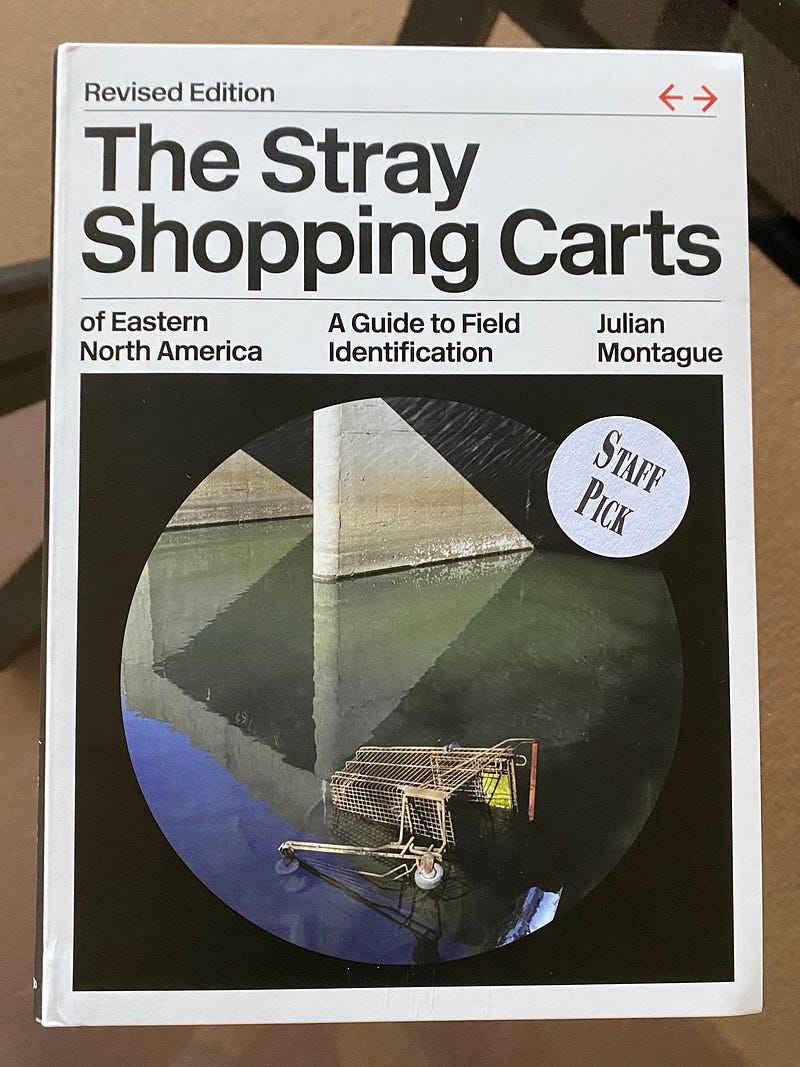 Revised Edition
The Stray
Shopping Carts
of Eastern
North America
A Guide to Field
Identification
Julian
Montague
STAFF
PICK